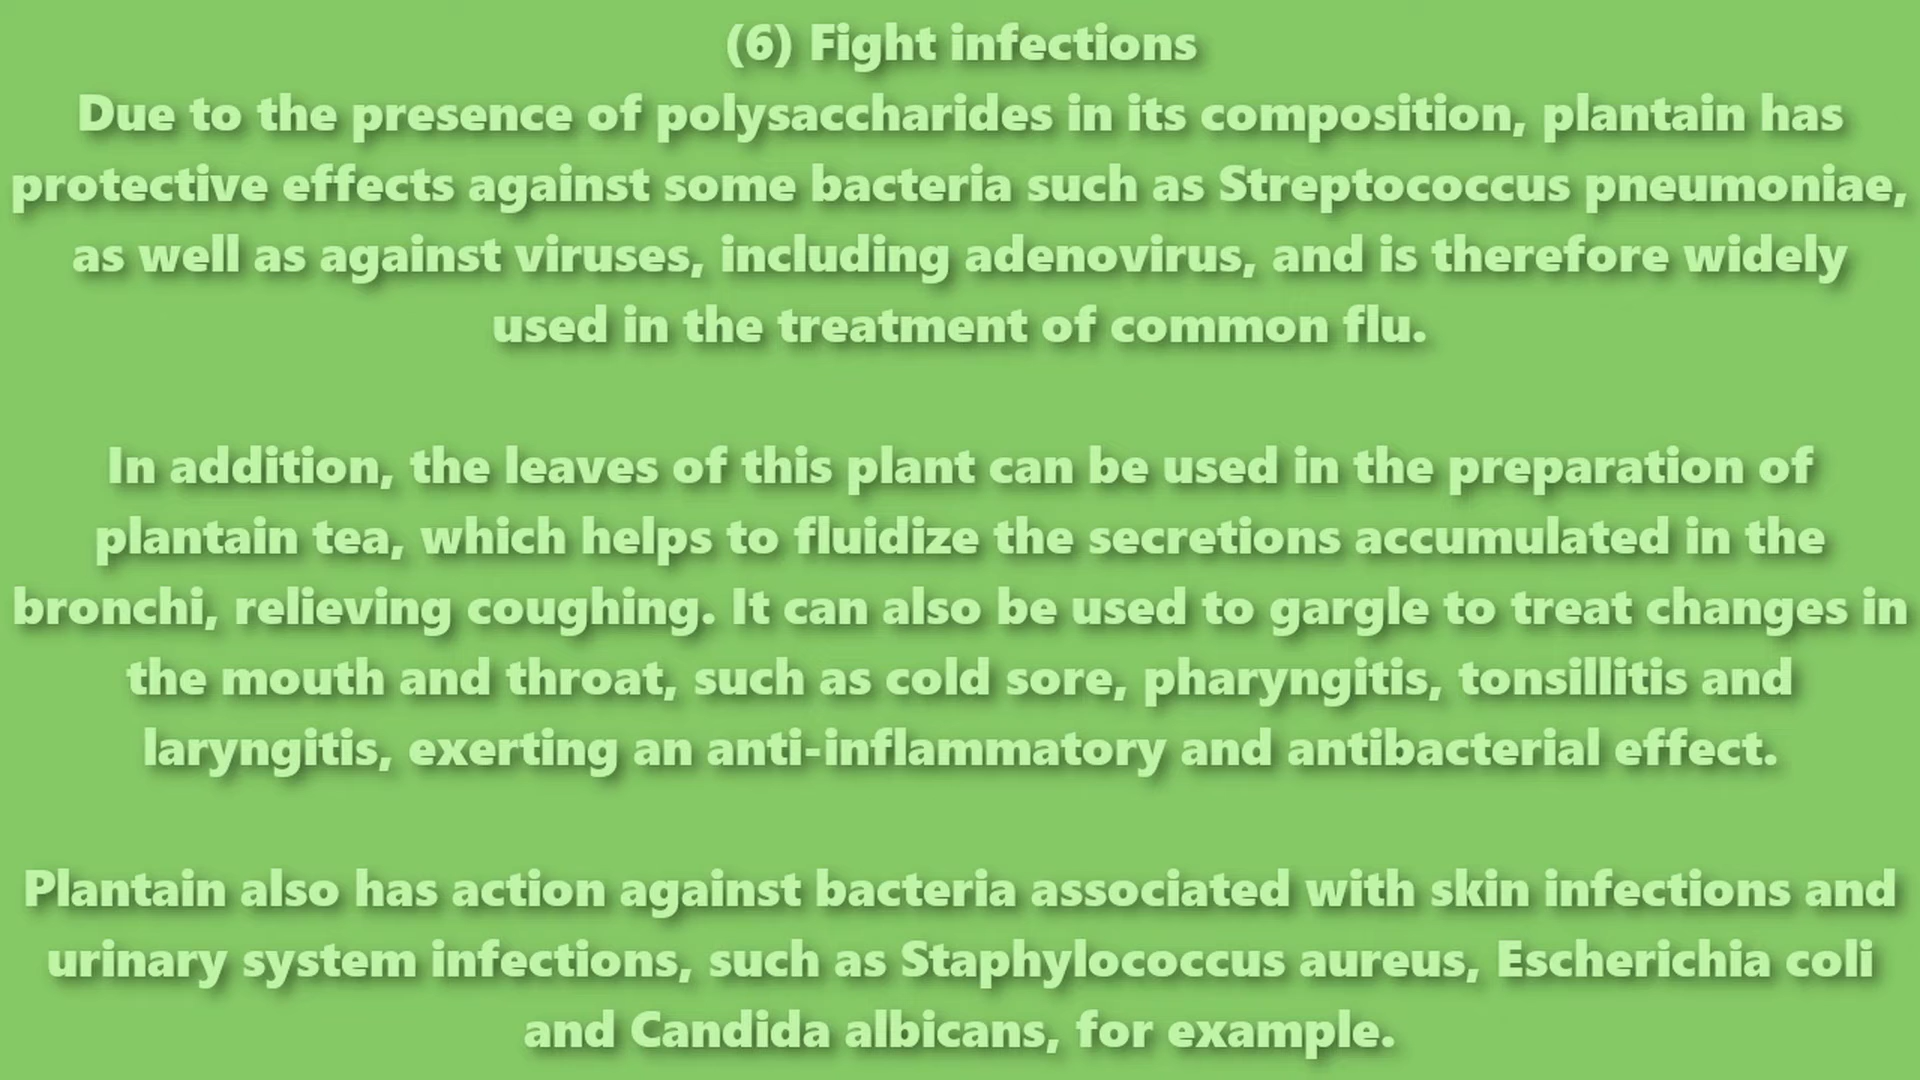 (6) Fight infections
Due to the presence of polysaccharides in its composition, plantain has
protective effects against some bacteria such as Streptococcus pneumoniae,
as well as against viruses, including adenovirus, and is therefore widely
used in the treatment of common flu.
In addition, the leaves of this plant can be used in the preparation of
plantain tea, which helps to fluidize the secretions accumulated in the
bronchi, relieving coughing. It can also be used to gargle to treat changes in
the mouth and throat, such as cold sore, pharyngitis, tonsillitis and
laryngitis, exerting an anti-inflammatory and antibacterial effect.
Plantain also has action against bacteria associated with skin infections and
urinary system infections, such as Staphylococcus aureus, Escherichia coli
and Candida albicans, for example.